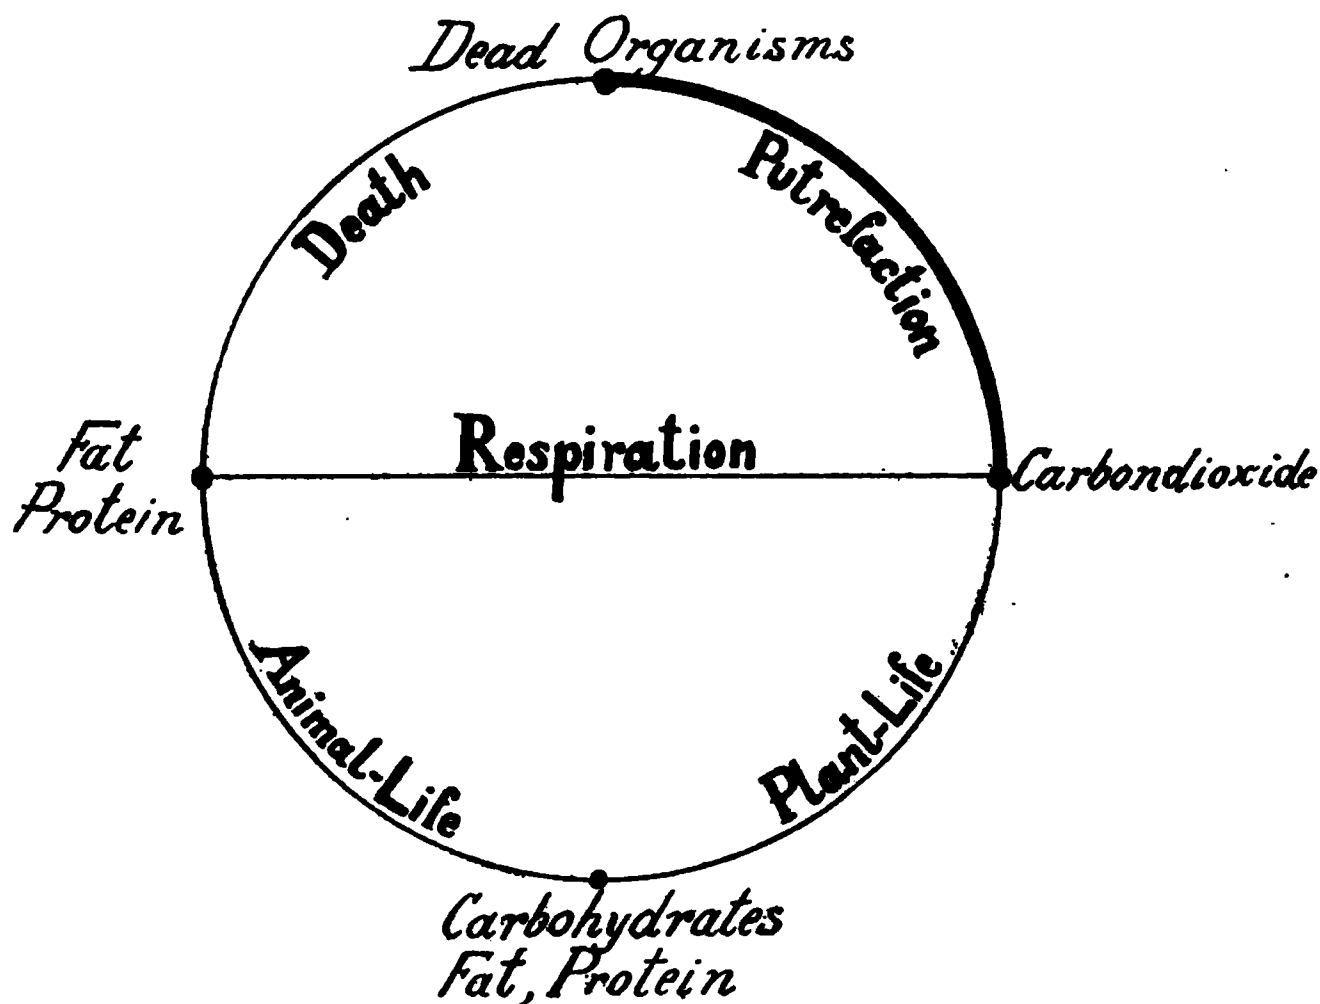 Dead Organisms
Death
Putrefaction
Respiration
Fat
Protein
Carbondioxide
Animal-Life
Plant-Life
Carbohydrates
Fat, Protein